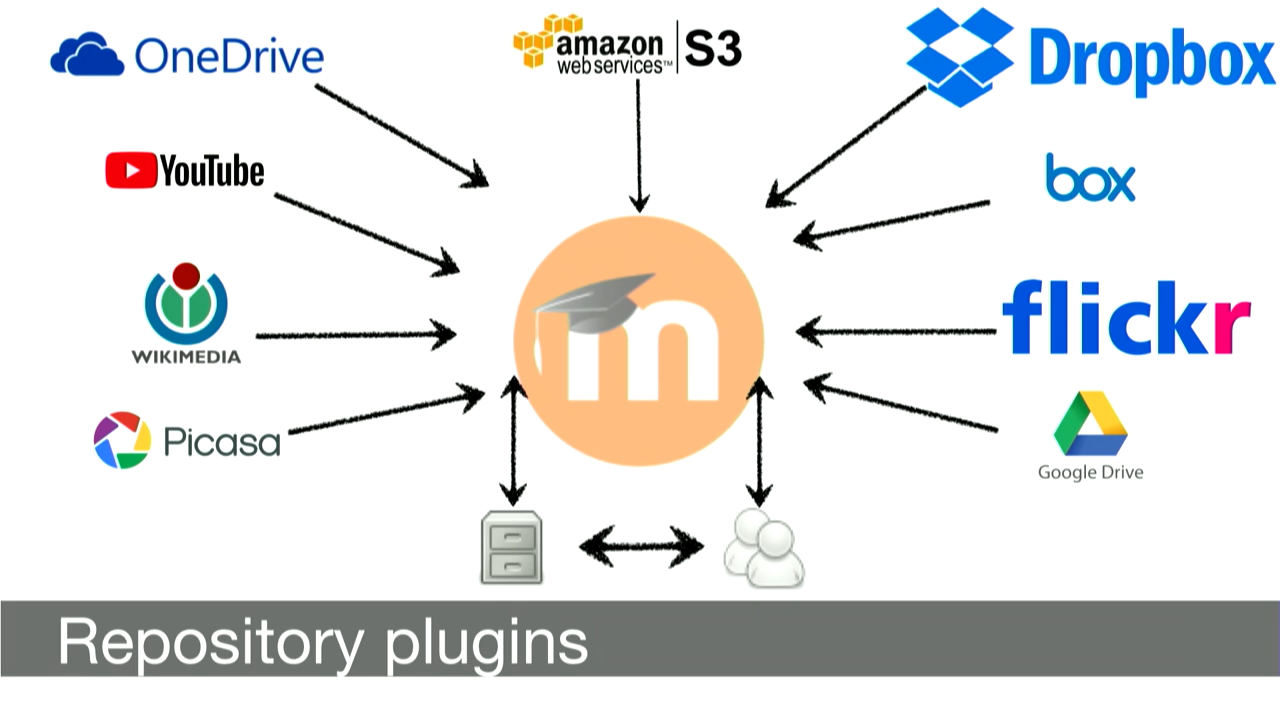 OneDrive
amazon
web services™
S3
Dropbox
YouTube
box
WIKIMEDIA
m
flickr
Picasa
Google Drive
Repository plugins